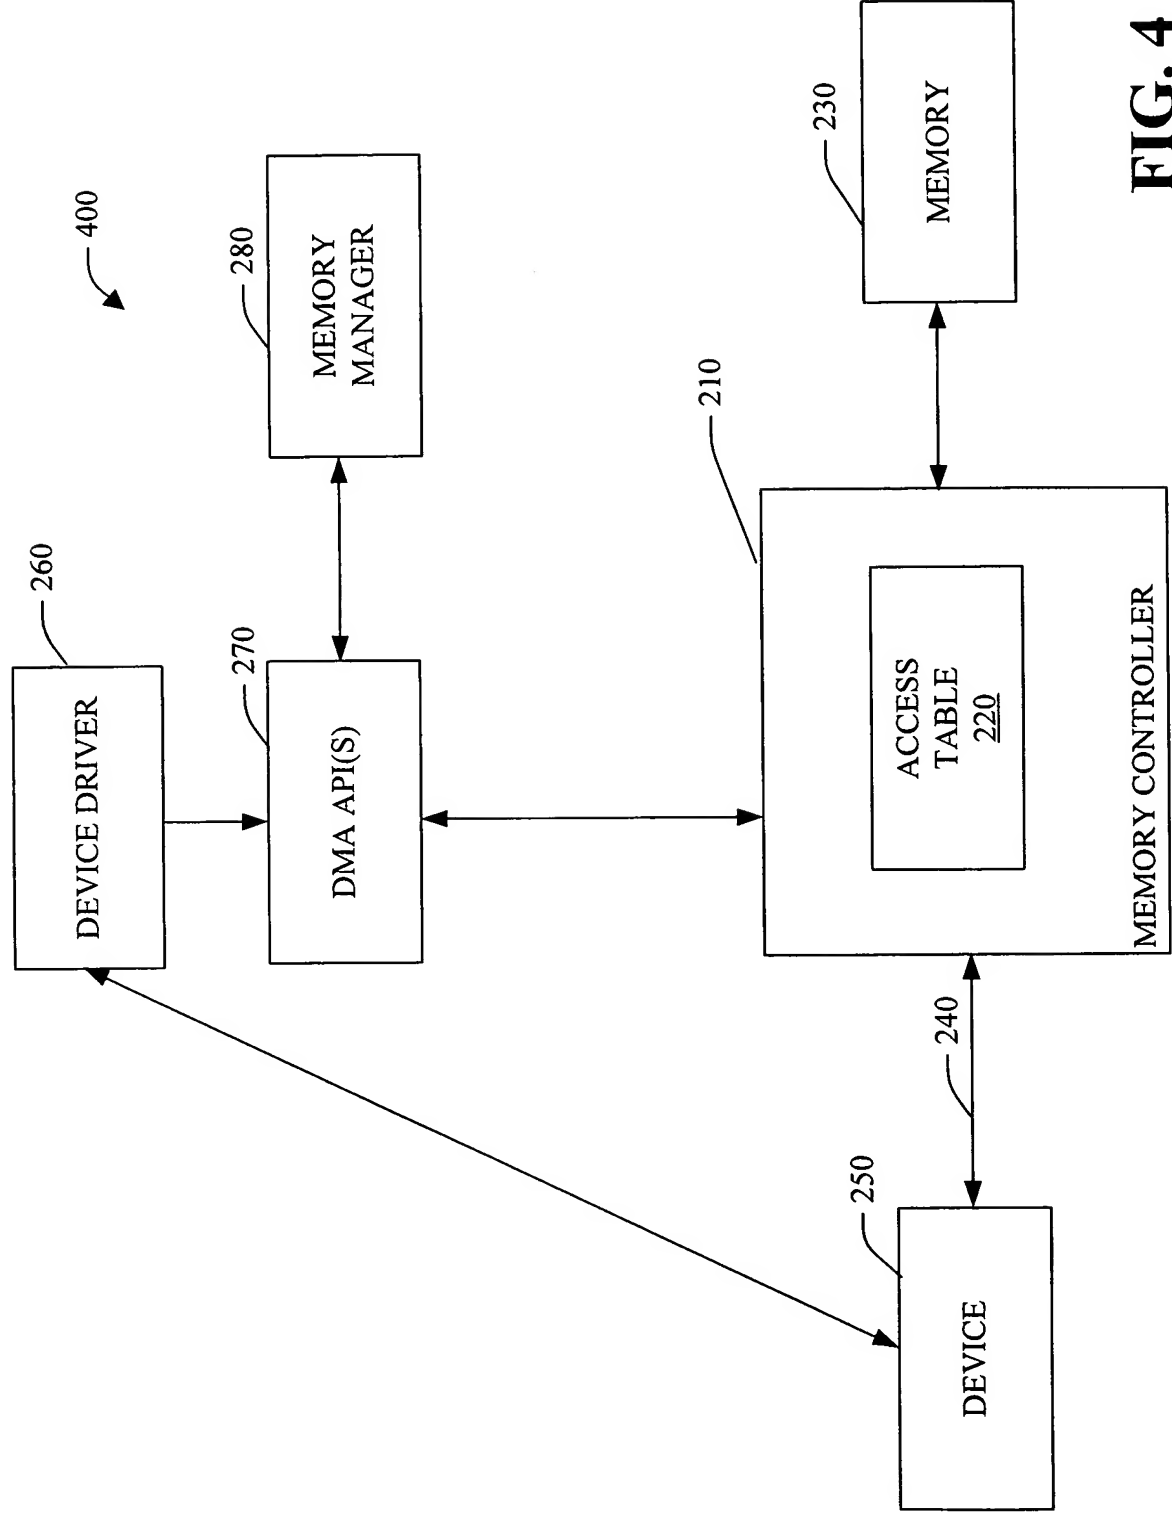 400
260
DEVICE DRIVER
270
DMA API(S)
280
MEMORY
MANAGER
210
ACCESS
TABLE
220
MEMORY CONTROLLER
230
MEMORY
240
250
DEVICE
FIG. 4